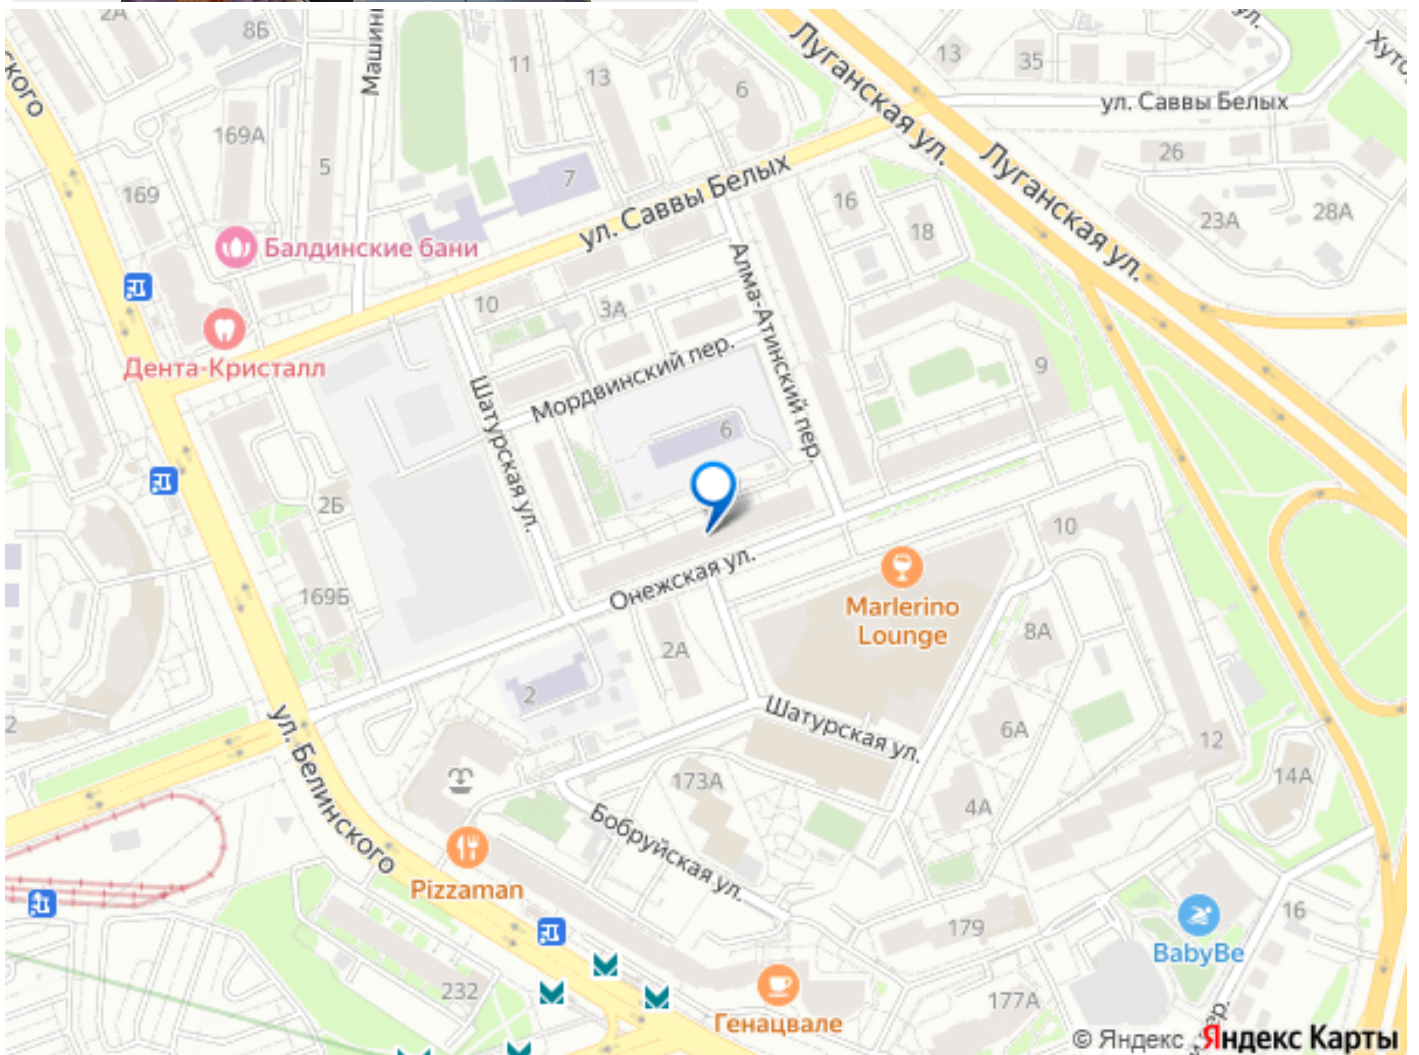 2А
8Б
Машин
11
13
6
Луганская ул.
13
35
ул.
Хуто
ского
169А
5
ул. Саввы Белых
26
169
7
Луганская ул.
23А
28А
ул. Саввы Белых
16
18
Балдинские бани
Алма-Атинский пер.
10
3А
Дента-Кристалл
Мордвинский пер.
9
Шатурская ул.
6
2Б
10
Онежская ул.
Marlerino
Lounge
169Б
8А
2А
2
2
Шатурская ул.
6А
12
ул. Белинского
173А
14А
4А
Бобруйская ул.
Pizzaman
179
16
BabyBe
232
177А
Генацвале
© Яндекс
Яндекс Карты